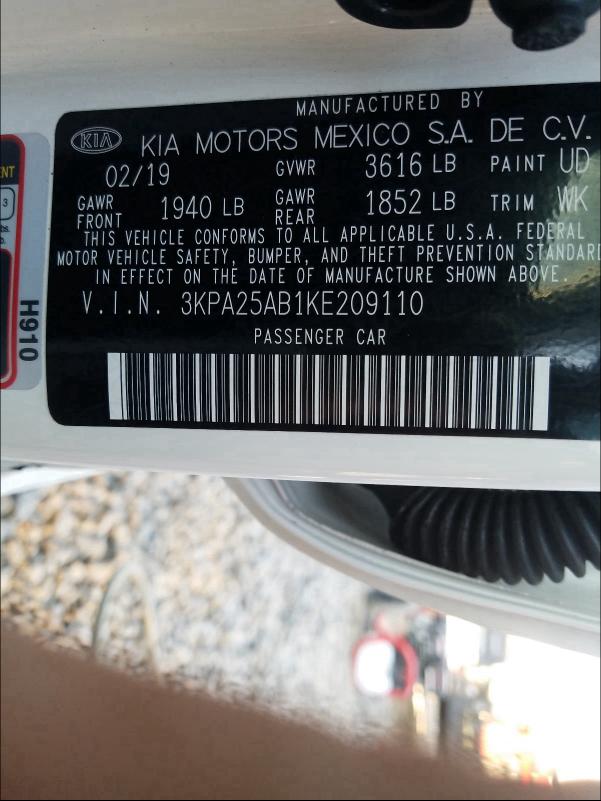 MANUFACTURED BY
KIA KIA MOTORS MEXICO S.A. DE C.V.
02/19 GVWR 3616 LB PAINT UD
GAWR FRONT 1940 LB GAWR REAR 1852 LB TRIM WK
THIS VEHICLE CONFORMS TO ALL APPLICABLE U.S.A. FEDERAL
MOTOR VEHICLE SAFETY, BUMPER, AND THEFT PREVENTION STANDARD
IN EFFECT ON THE DATE OF MANUFACTURE SHOWN ABOVE.
V.I.N. 3KPA25AB1KE209110
PASSENGER CAR
H910
3